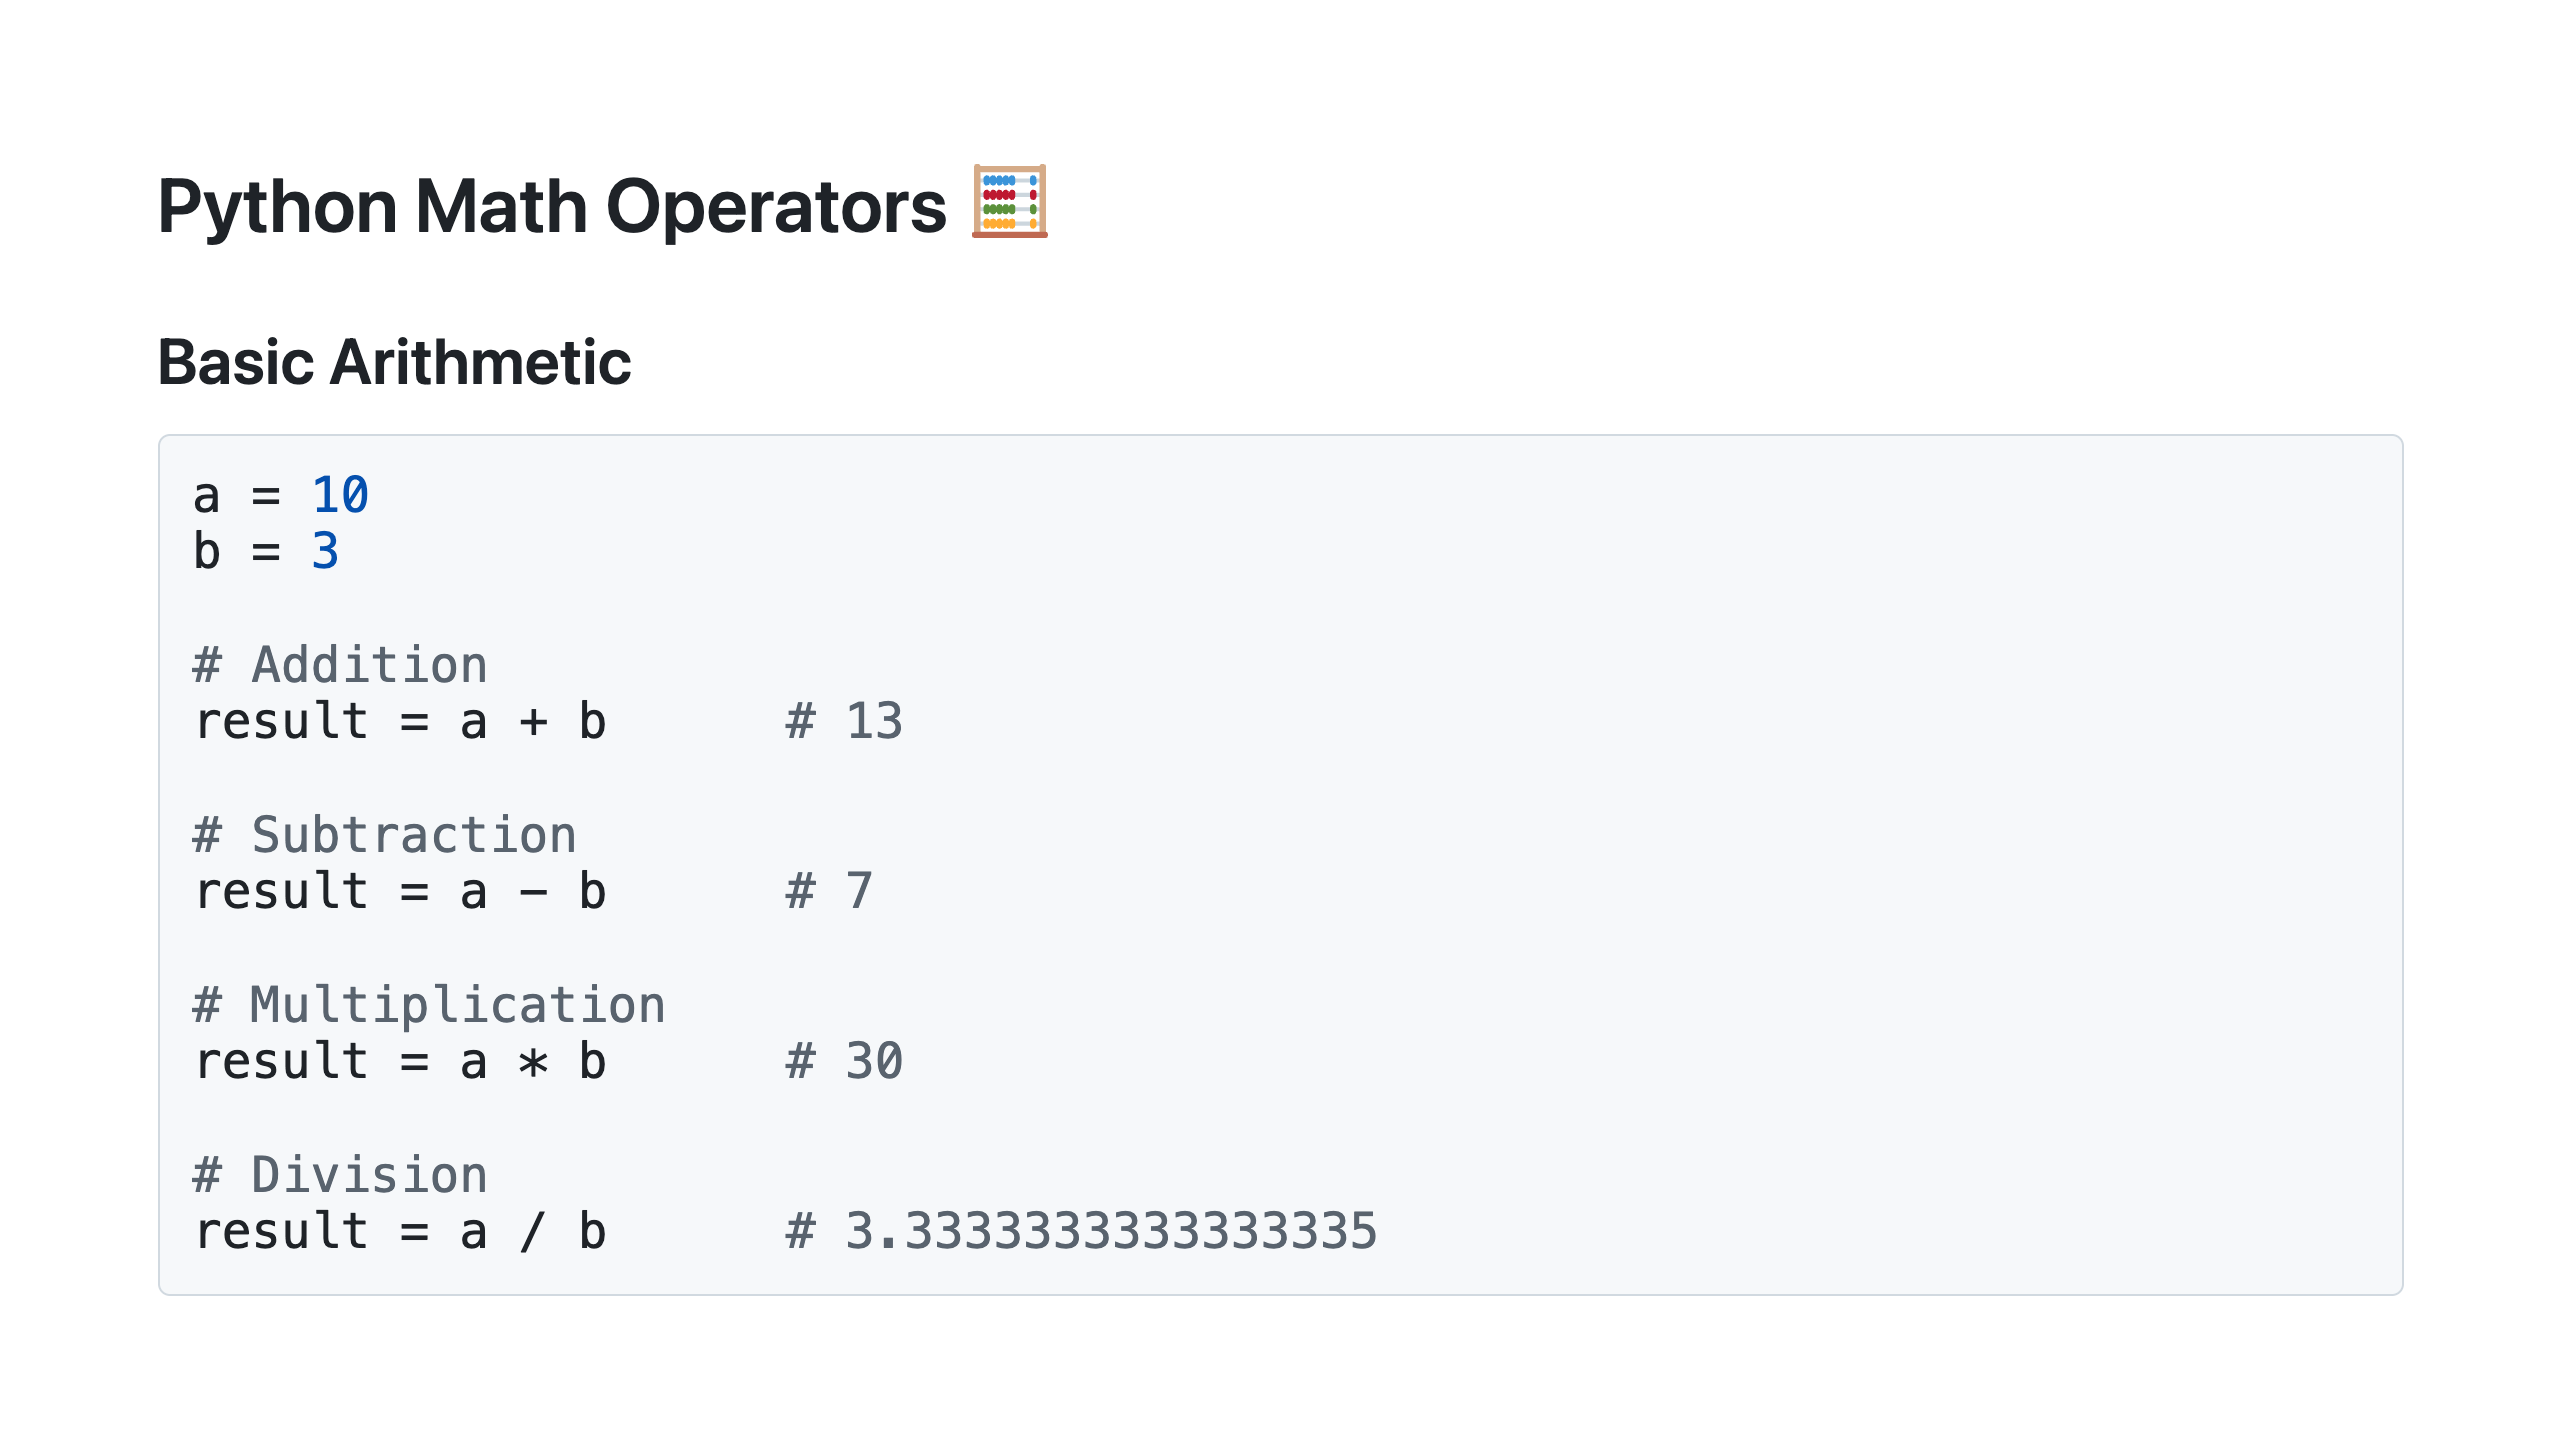 Python Math Operators 🧮
Basic Arithmetic
a = 10
b = 3
# Addition
result = a + b      # 13
# Subtraction
result = a - b      # 7
# Multiplication
result = a * b      # 30
# Division
result = a / b      # 3.3333333333333335